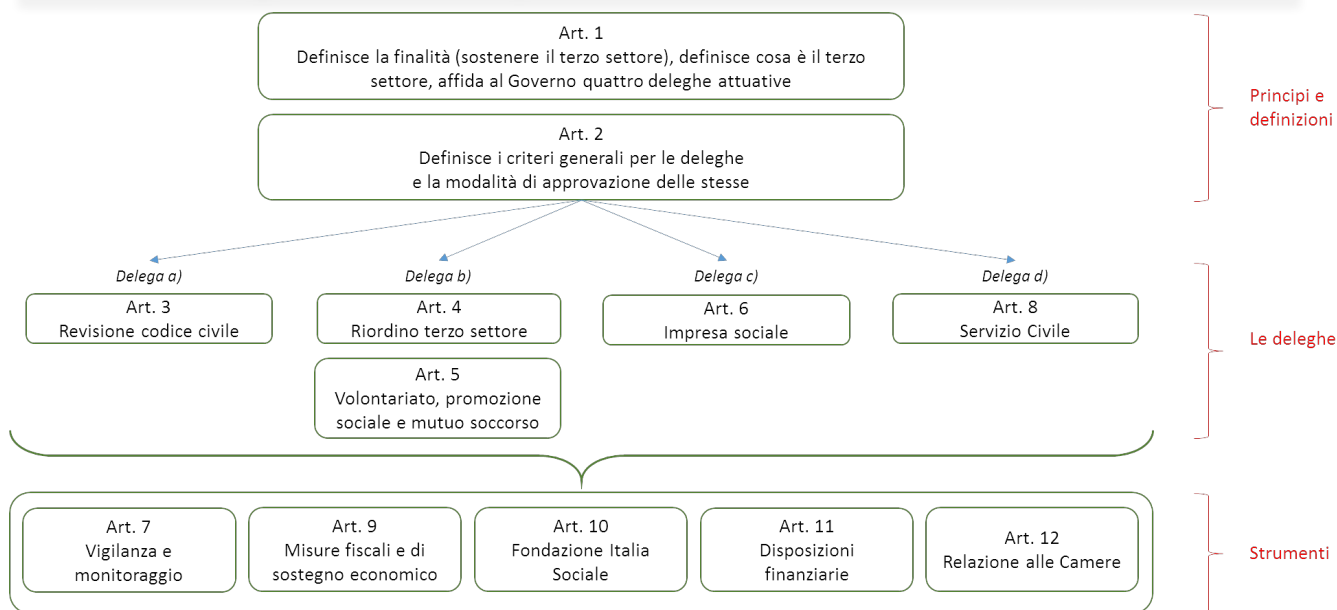 Art. 1
Definisce la finalità (sostenere il terzo settore), definisce cosa è il terzo
settore, affida al Governo quattro deleghe attuative
Art. 2
Definisce i criteri generali per le deleghe
e la modalità di approvazione delle stesse
Principi e
definizioni
Delega a)
Art. 3
Revisione codice civile
Delega b)
Art. 4
Riordino terzo settore
Art. 5
Volontariato, promozione
sociale e mutuo soccorso
Delega c)
Art. 6
Impresa sociale
Delega d)
Art. 8
Servizio Civile
Le deleghe
Art. 7
Vigilanza e
monitoraggio
Art. 9
Misure fiscali e di
sostegno economico
Art. 10
Fondazione Italia
Sociale
Art. 11
Disposizioni
finanziarie
Art. 12
Relazione alle Camere
Strumenti